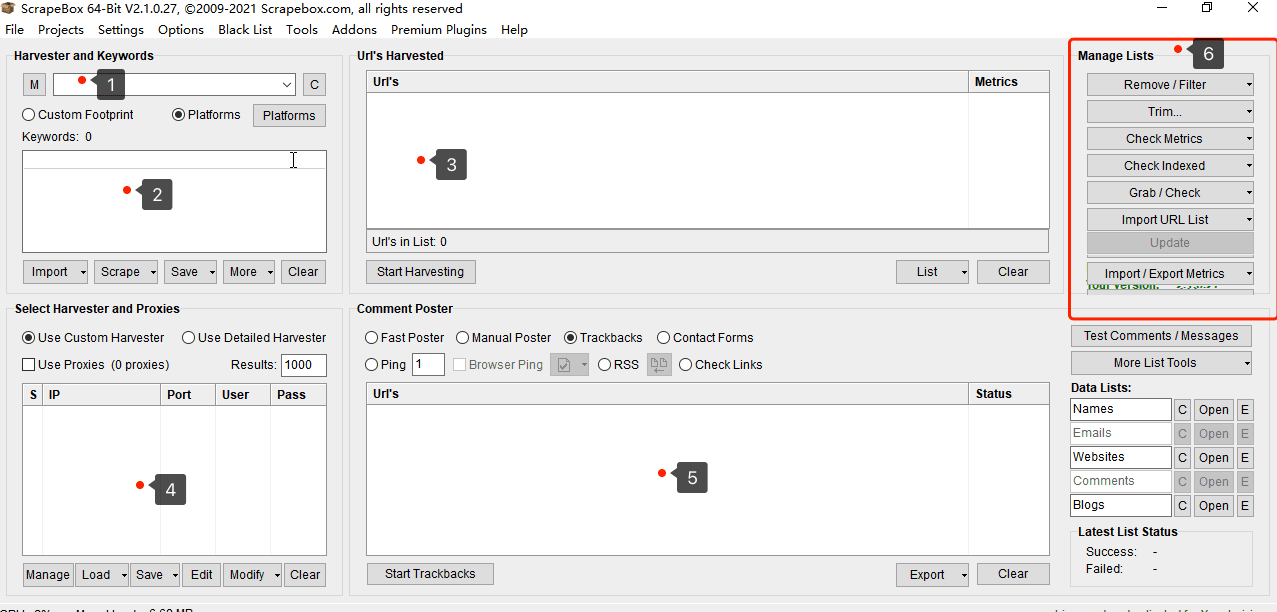 ScrapeBox 64-Bit V2.1.0.27, ©2009-2021 Scrapebox.com, all rights reserved
File Projects Settings Options Black List Tools Addons Premium Plugins Help
Harvester and Keywords
M 1 C
Custom Footprint Platforms Platforms
Keywords: 0
2
Import Scrape Save More Clear
Url's Harvested
Url's Metrics
3
Url's in List: 0
Start Harvesting List Clear
Manage Lists 6
Remove / Filter
Trim...
Check Metrics
Check Indexed
Grab / Check
Import URL List
Update
Import / Export Metrics
Your version:
Select Harvester and Proxies
Use Custom Harvester Use Detailed Harvester
Use Proxies (0 proxies) Results: 1000
S IP Port User Pass
4
Manage Load Save Edit Modify Clear
Comment Poster
Fast Poster Manual Poster Trackbacks Contact Forms
Ping 1 Browser Ping RSS Check Links
Url's Status
5
Start Trackbacks Export Clear
Test Comments / Messages
More List Tools
Data Lists:
Names C Open E
Emails C Open E
Websites C Open E
Comments C Open E
Blogs C Open E
Latest List Status
Success: -
Failed: -